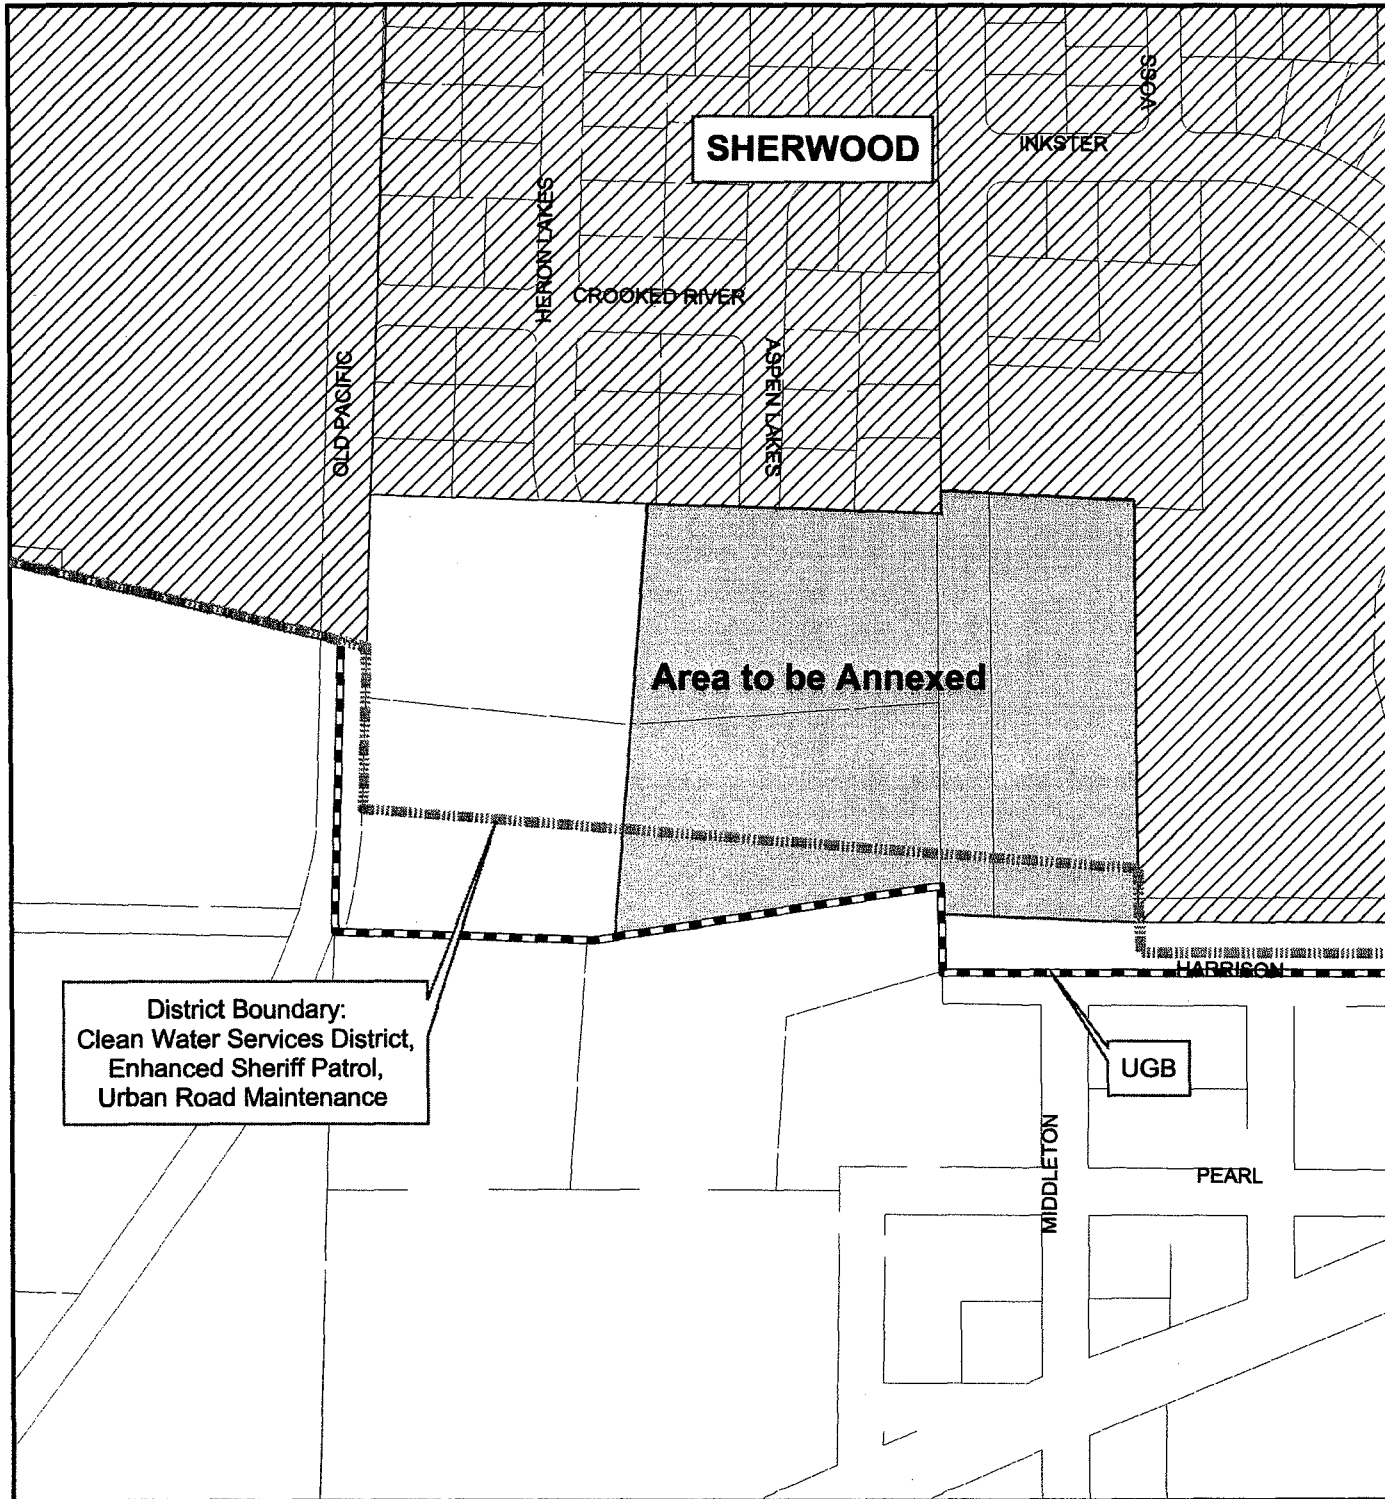 VOSS
INKSTER
SHERWOOD
HERON LAKES
CROOKED RIVER
OLD PACIFIC
ASPEN LAKES
Area to be Annexed
HARRISON
District Boundary:
Clean Water Services District,
Enhanced Sheriff Patrol,
Urban Road Maintenance
UGB
MIDDLETON
PEARL